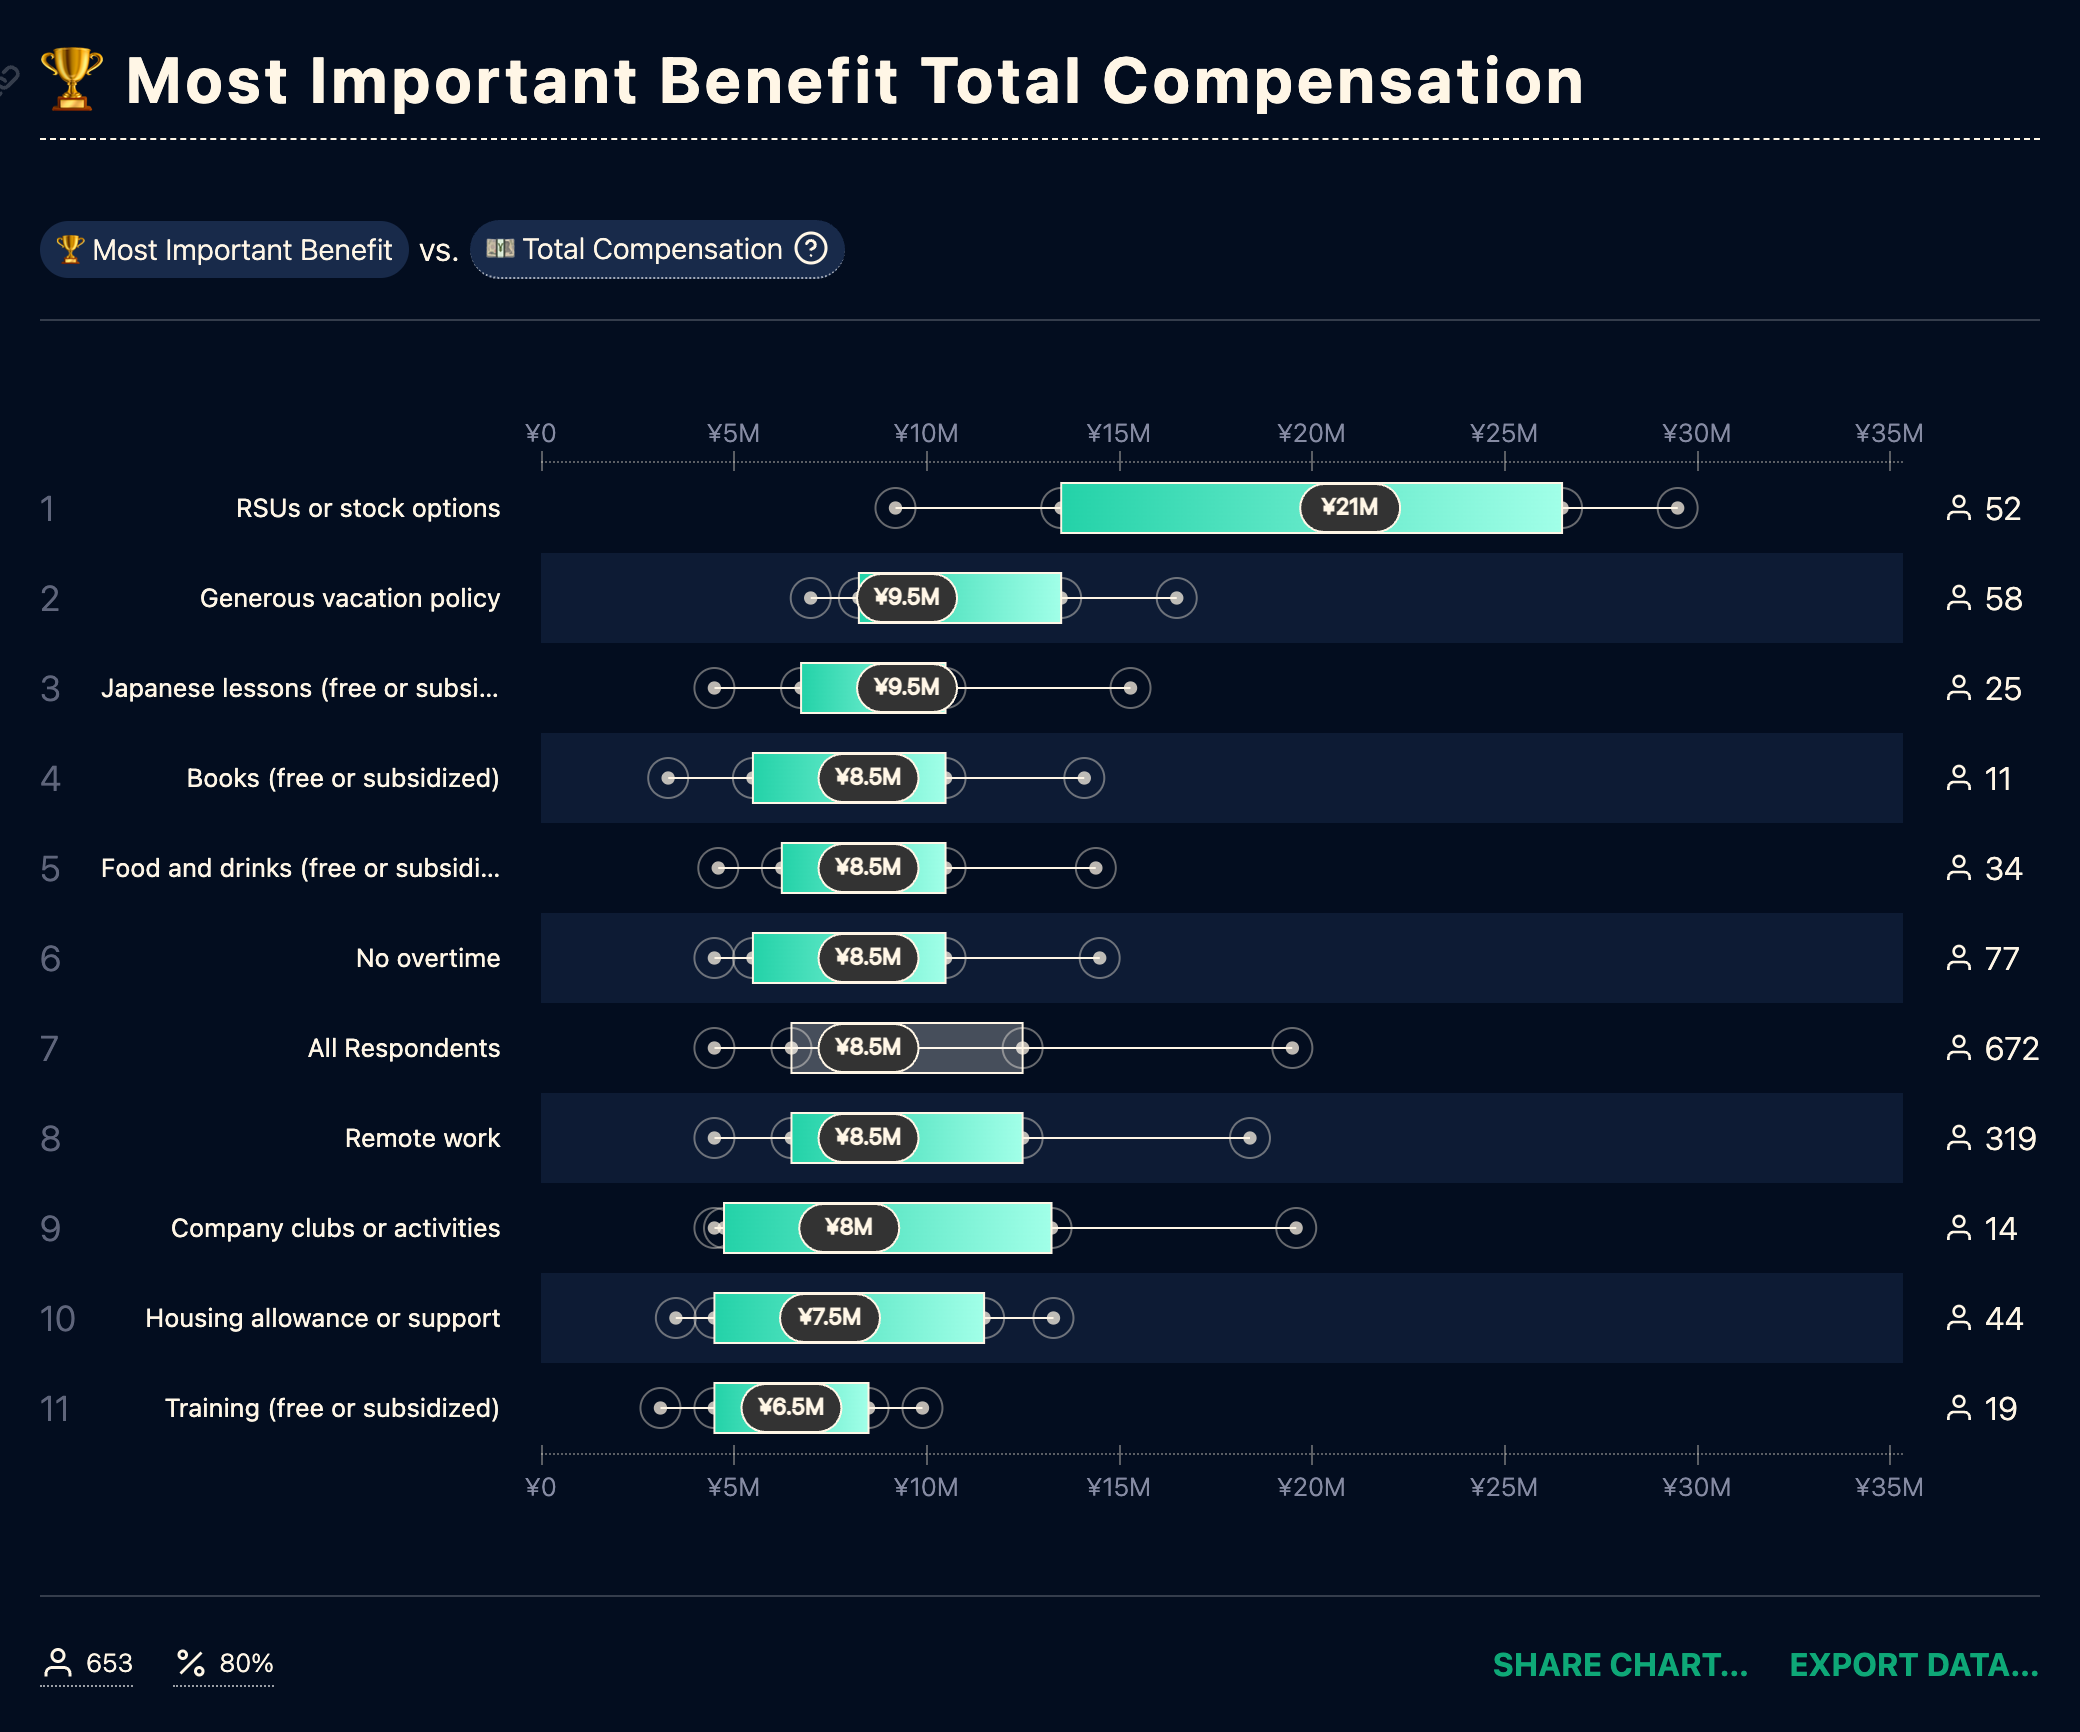 🏆 Most Important Benefit Total Compensation
🏆 Most Important Benefit vs. 💴 Total Compensation ?
¥0 ¥5M ¥10M ¥15M ¥20M ¥25M ¥30M ¥35M
1 RSUs or stock options ¥21M 52
2 Generous vacation policy ¥9.5M 58
3 Japanese lessons (free or subsi... ¥9.5M 25
4 Books (free or subsidized) ¥8.5M 11
5 Food and drinks (free or subsidi... ¥8.5M 34
6 No overtime ¥8.5M 77
7 All Respondents ¥8.5M 672
8 Remote work ¥8.5M 319
9 Company clubs or activities ¥8M 14
10 Housing allowance or support ¥7.5M 44
11 Training (free or subsidized) ¥6.5M 19
¥0 ¥5M ¥10M ¥15M ¥20M ¥25M ¥30M ¥35M
653 % 80% SHARE CHART... EXPORT DATA...